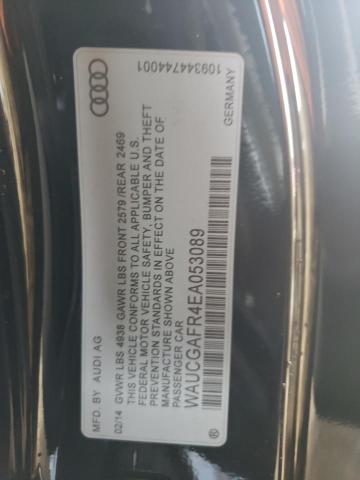 MFD. BY AUDI AG
02/14 GVWR LBS 4938 GAWR LBS FRONT 2579 /REAR 2469
THIS VEHICLE CONFORMS TO ALL APPLICABLE U.S.
FEDERAL MOTOR VEHICLE SAFETY, BUMPER AND THEFT
PREVENTION STANDARDS IN EFFECT ON THE DATE OF
MANUFACTURE SHOWN ABOVE
PASSENGER CAR
WAUCGAFR4EA053089
®
109344744001
GERMANY